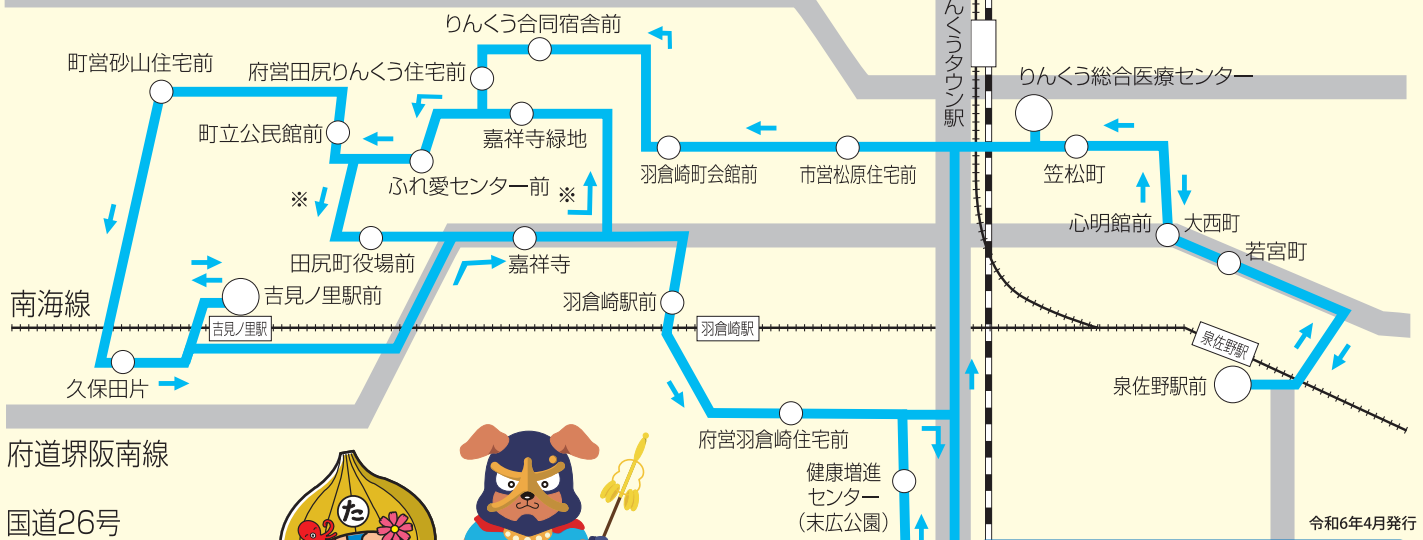 りんくう合同宿舎前
んくうタウン駅
町営砂山住宅前
府営田尻りんくう住宅前
りんくう総合医療センター
町立公民館前
嘉祥寺緑地
ふれ愛センター前
羽倉崎町会館前
市営松原住宅前
笠松町
※
※
心明館前
大西町
若宮町
田尻町役場前
嘉祥寺
吉見ノ里駅前
羽倉崎駅前
南海線
吉見ノ里駅
羽倉崎駅
泉佐野駅
久保田片
泉佐野駅前
府営羽倉崎住宅前
府道堺阪南線
健康増進
センター
(末広公園)
た
国道26号
令和6年4月発行